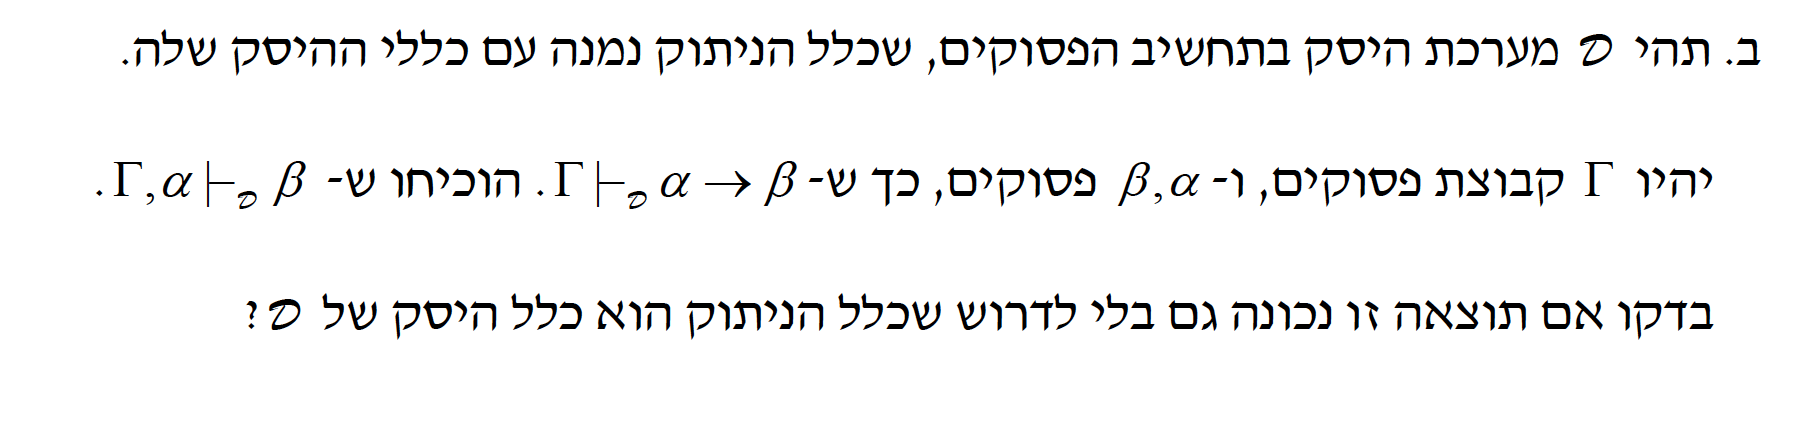 ב. תהי 𝒟 מערכת היסק בתחשיב הפסוקים, שכלל הניתוק נמנה עם כללי ההיסק שלה.
יהיו Γ קבוצת פסוקים, ו- β,α פסוקים, כך ש- Γ ⊢𝒟 α → β. הוכיחו ש- Γ,α ⊢𝒟 β.
בדקו אם תוצאה זו נכונה גם בלי לדרוש שכלל הניתוק הוא כלל היסק של 𝒟?